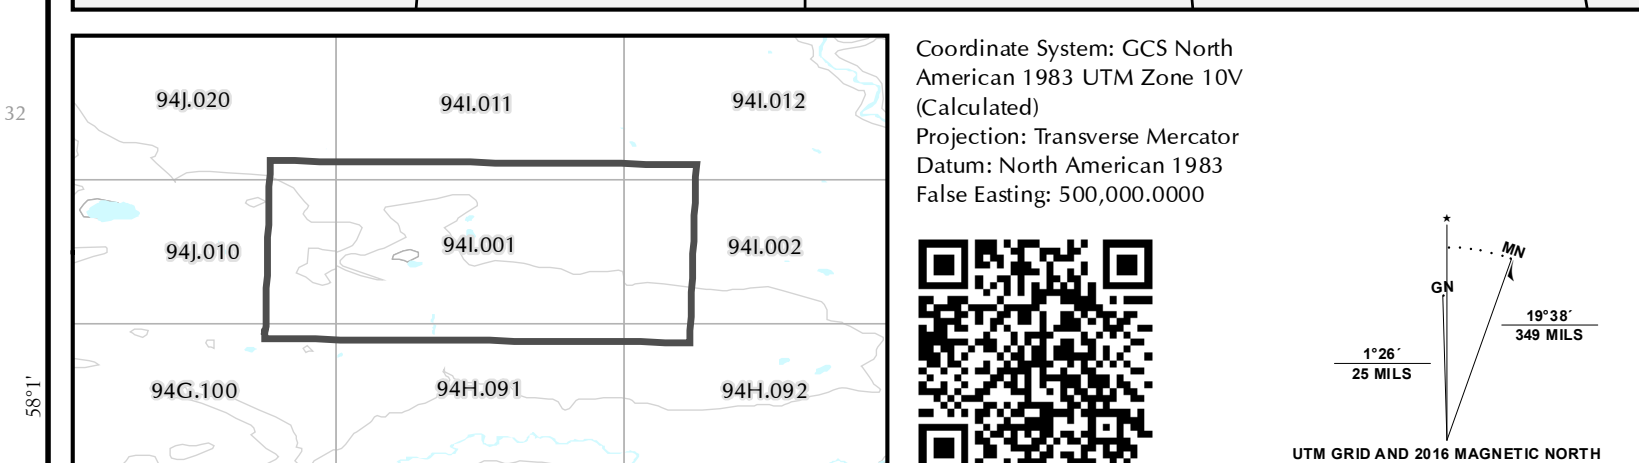 32
58°1'
94J.020 94I.011 94I.012
94J.010 94I.001 94I.002
94G.100 94H.091 94H.092
Coordinate System: GCS North
American 1983 UTM Zone 10V
(Calculated)
Projection: Transverse Mercator
Datum: North American 1983
False Easting: 500,000.0000
MN
GN
19°38´
349 MILS
1°26´
25 MILS
UTM GRID AND 2016 MAGNETIC NORTH